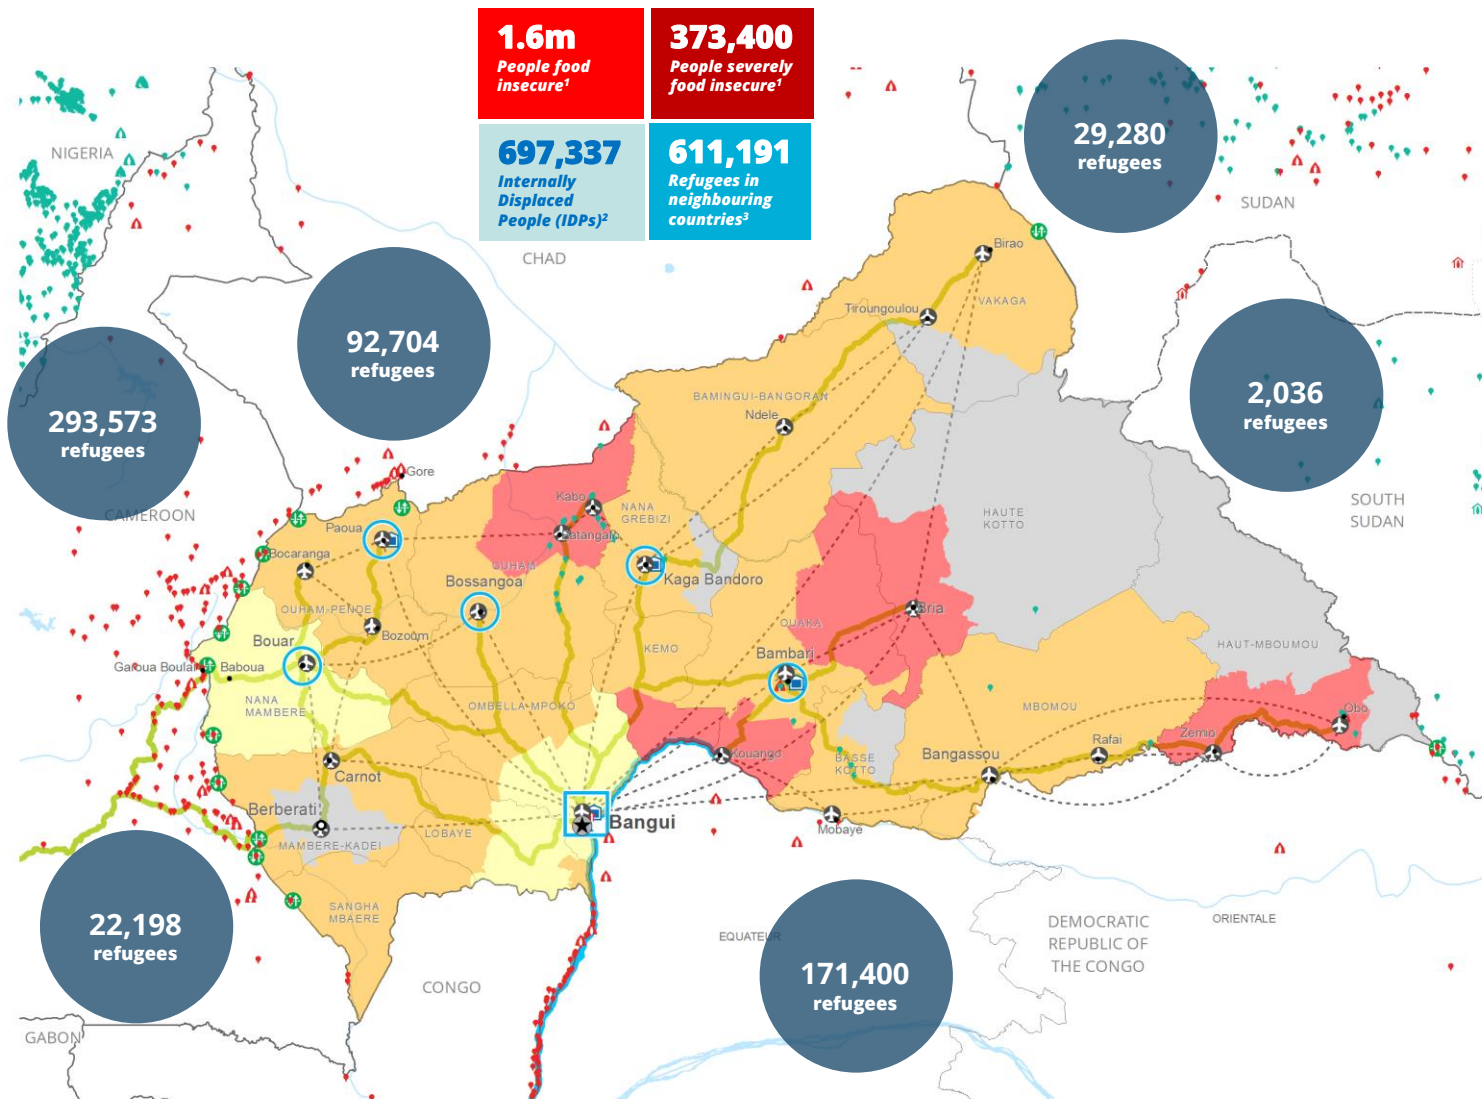 1.6m
People food
insecure¹
373,400
People severely
food insecure¹
697,337
Internally
Displaced
People (IDPs)²
611,191
Refugees in
neighbouring
countries³
29,280
refugees
NIGERIA
SUDAN
CHAD
Birao
VAKAGA
Tiroungoulou
92,704
refugees
2,036
refugees
293,573
refugees
BAMINGUI-BANGORAN
Ndele
Gore
CAMEROON
SOUTH
SUDAN
Kabo
NANA
GREBIZI
HAUTE
KOTTO
Paoua
Batangafo
Bocaranga
OUHAM
Kaga Bandoro
Bossangoa
OUHAM-PENDE
Bria
OUAKA
Bozoum
Bouar
KEMO
HAUT-MBOUMOU
Bambari
Garoua Boulai
Baboua
NANA
MAMBERE
OMBELLA-MPOKO
MBOMOU
Obo
Zemio
Rafai
Kouango
Bangassou
BASSE
KOTTO
Carnot
Berberati
Bangui
Mobaye
LOBAYE
MAMBERE-KADEI
SANGHA
MBAERE
22,198
refugees
EQUATEUR
DEMOCRATIC
REPUBLIC OF
THE CONGO
ORIENTALE
171,400
refugees
CONGO
GABON